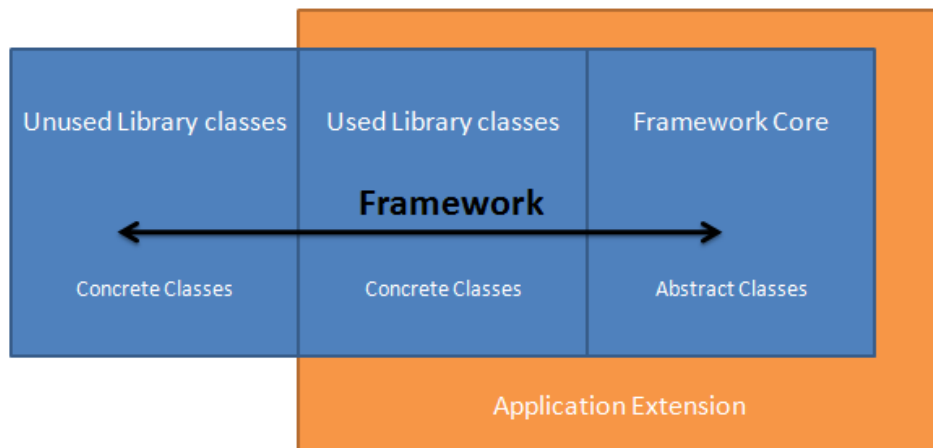 Unused Library classes
Used Library classes
Framework Core
Framework
Concrete Classes
Concrete Classes
Abstract Classes
Application Extension